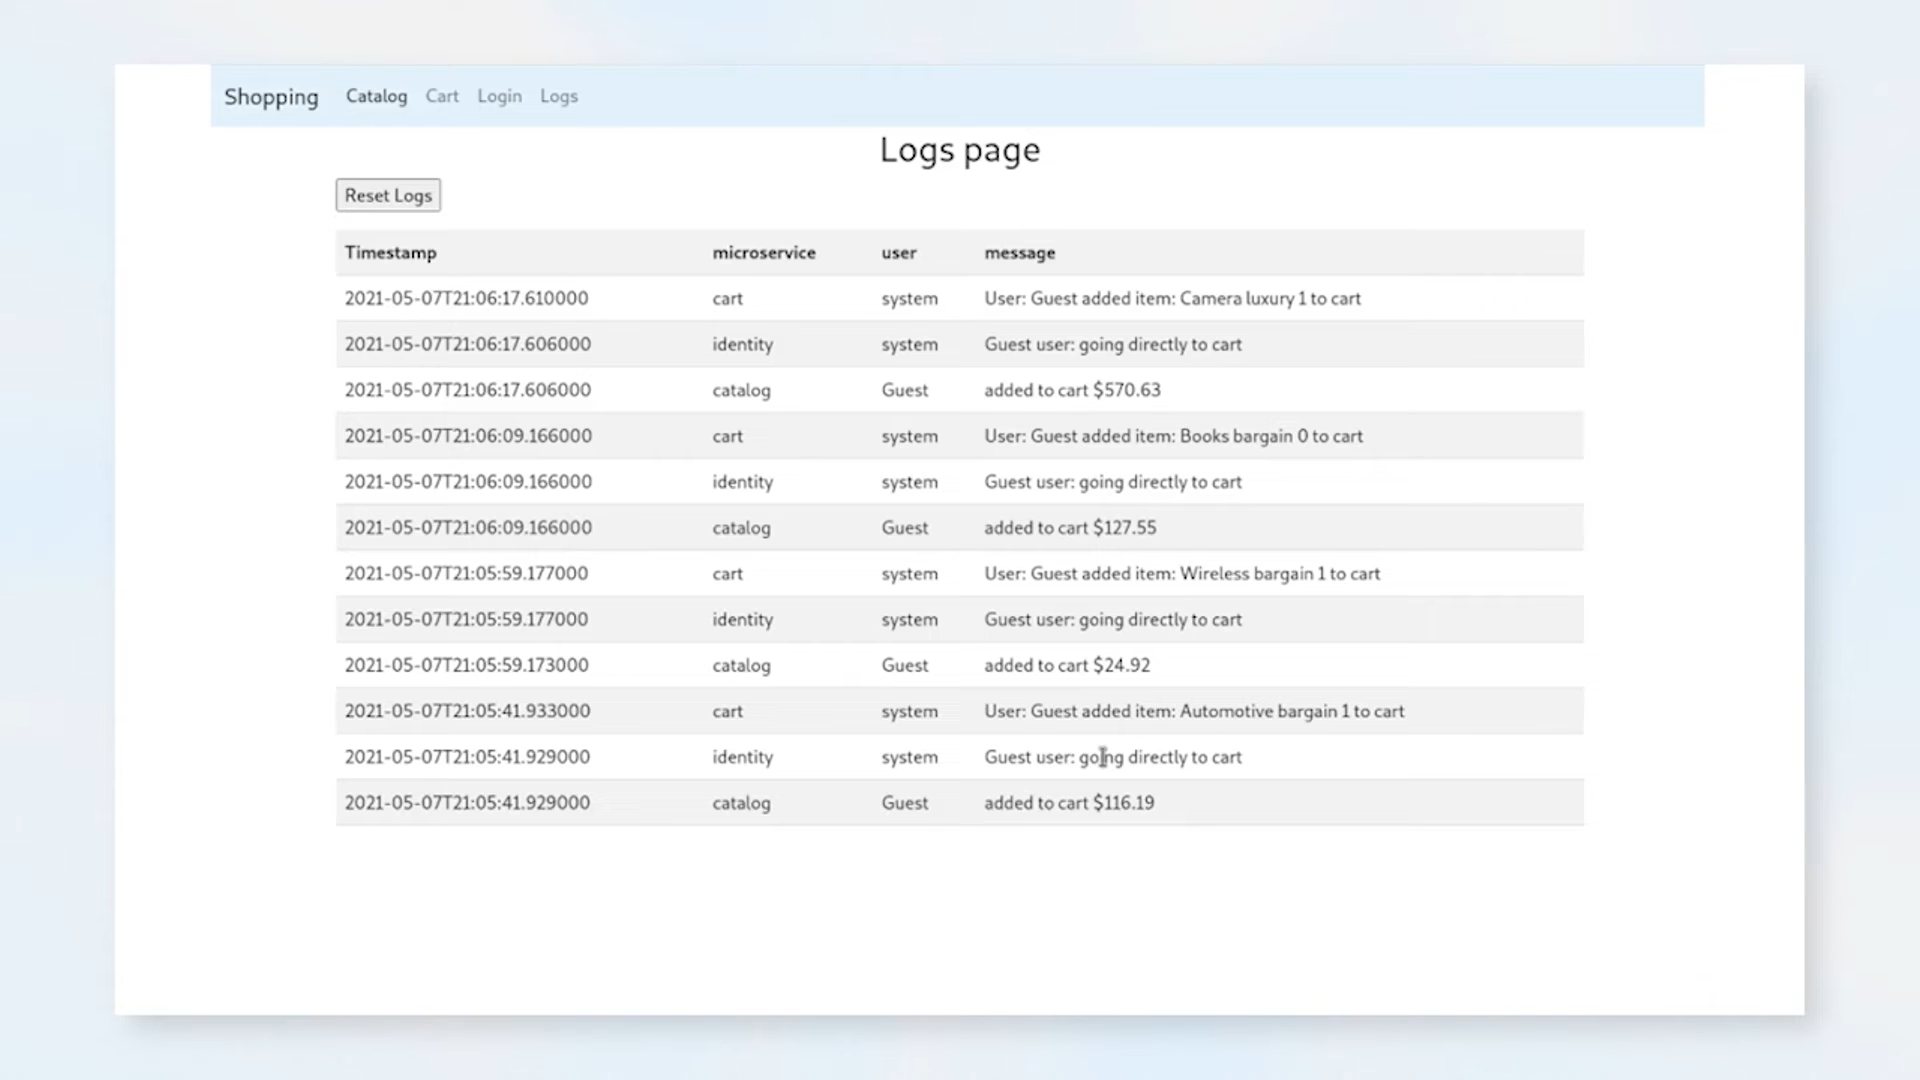 Shopping Catalog Cart Login Logs
Logs page
Reset Logs
Timestamp microservice user message
2021-05-07T21:06:17.610000 cart system User: Guest added item: Camera luxury 1 to cart
2021-05-07T21:06:17.606000 identity system Guest user: going directly to cart
2021-05-07T21:06:17.606000 catalog Guest added to cart $570.63
2021-05-07T21:06:09.166000 cart system User: Guest added item: Books bargain 0 to cart
2021-05-07T21:06:09.166000 identity system Guest user: going directly to cart
2021-05-07T21:06:09.166000 catalog Guest added to cart $127.55
2021-05-07T21:05:59.177000 cart system User: Guest added item: Wireless bargain 1 to cart
2021-05-07T21:05:59.177000 identity system Guest user: going directly to cart
2021-05-07T21:05:59.173000 catalog Guest added to cart $24.92
2021-05-07T21:05:41.933000 cart system User: Guest added item: Automotive bargain 1 to cart
2021-05-07T21:05:41.929000 identity system Guest user: going directly to cart
2021-05-07T21:05:41.929000 catalog Guest added to cart $116.19